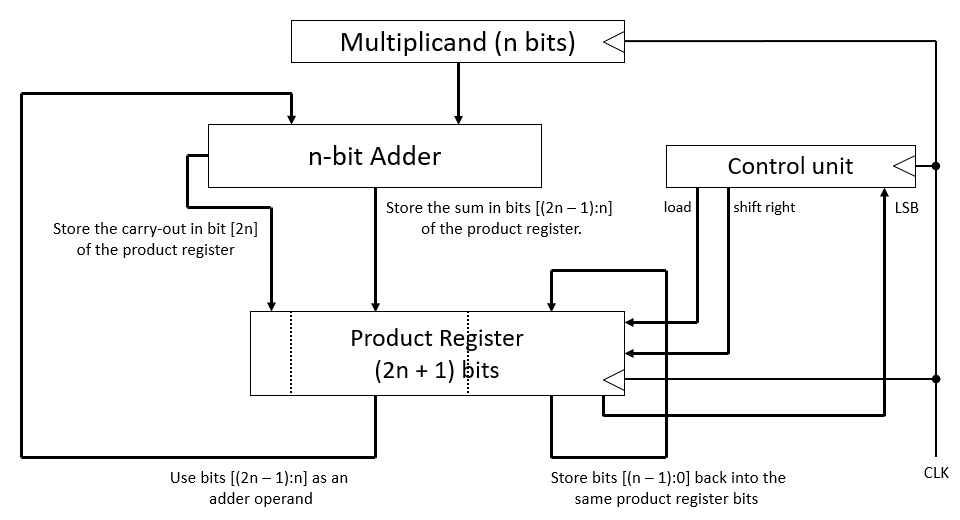 Multiplicand (n bits)
n-bit Adder
Control unit
load
shift right
LSB
Store the sum in bits [(2n – 1):n]
of the product register.
Store the carry-out in bit [2n]
of the product register
Product Register
(2n + 1) bits
Use bits [(2n – 1):n] as an
adder operand
Store bits [(n – 1):0] back into the
same product register bits
CLK